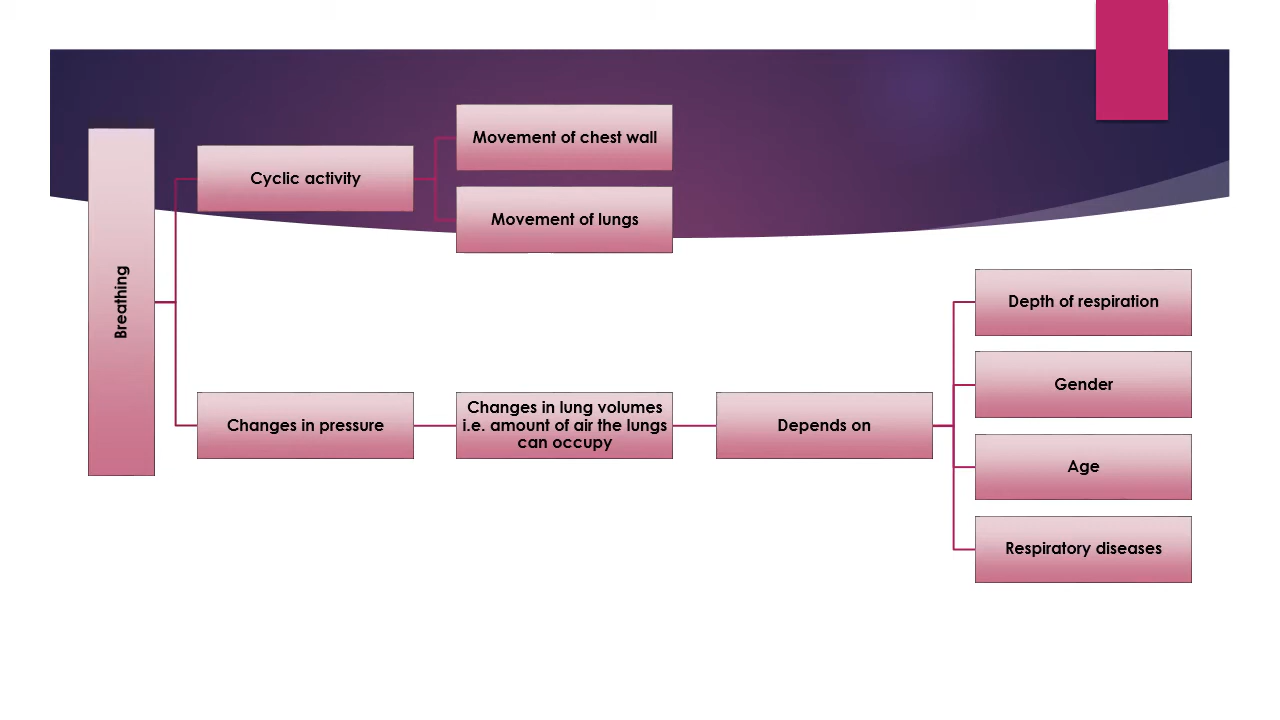 Breathing
Cyclic activity
Movement of chest wall
Movement of lungs
Changes in pressure
Changes in lung volumes
i.e. amount of air the lungs
can occupy
Depends on
Depth of respiration
Gender
Age
Respiratory diseases